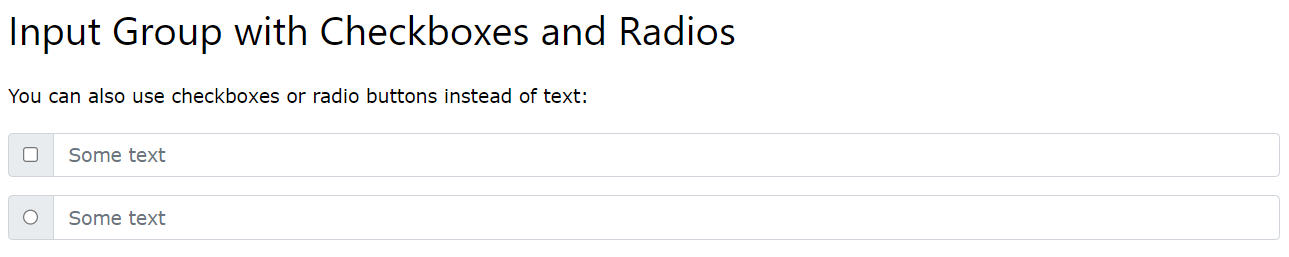 Input Group with Checkboxes and Radios
You can also use checkboxes or radio buttons instead of text:
Some text
Some text